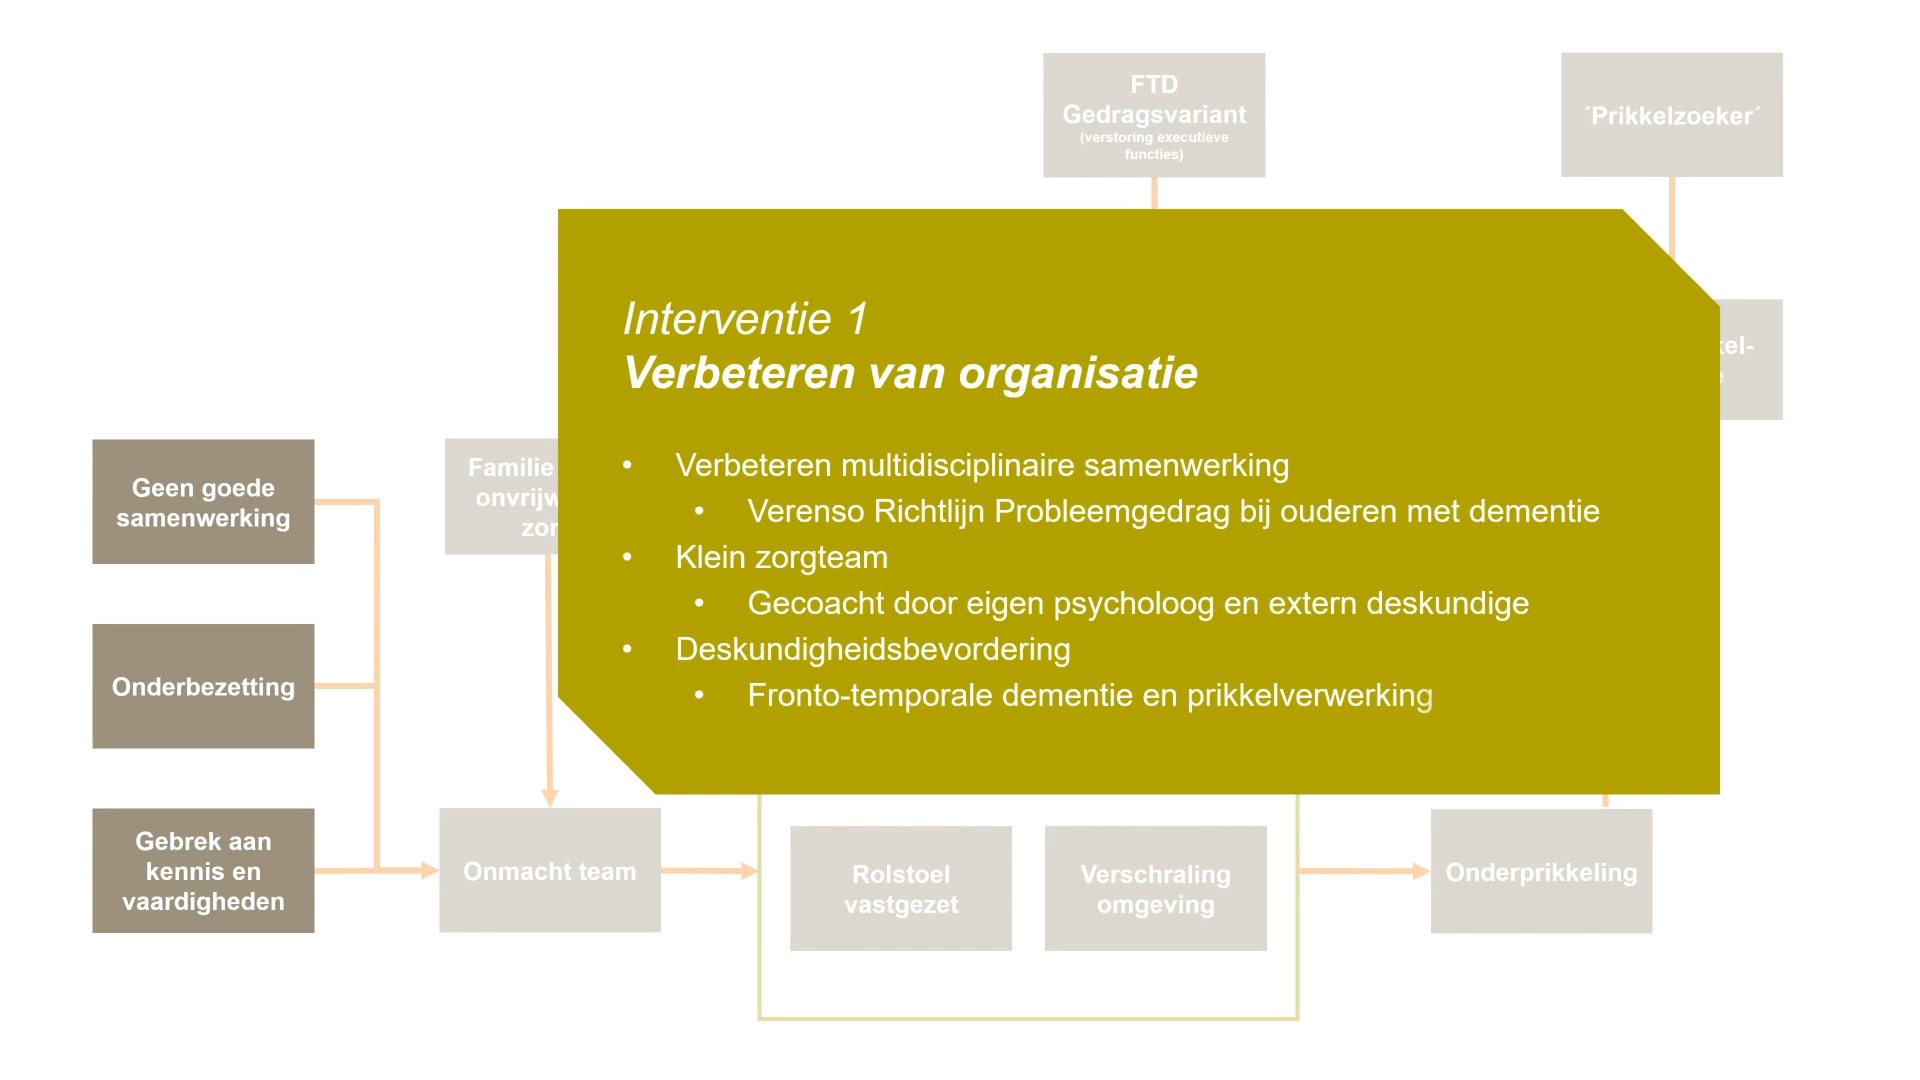 FTD
Gedragsvariant
(verstoring executieve
functies)
´Prikkelzoeker´
Interventie 1
Verbeteren van organisatie
• Verbeteren multidisciplinaire samenwerking
• Verenso Richtlijn Probleemgedrag bij ouderen met dementie
• Klein zorgteam
• Gecoacht door eigen psycholoog en extern deskundige
• Deskundigheidsbevordering
• Fronto-temporale dementie en prikkelverwerking
Geen goede
samenwerking
Familie
Onderbezetting
Gebrek aan
kennis en
vaardigheden
Onmacht team
Rolstoel
vastgezet
Verschraling
omgeving
Onderprikkeling